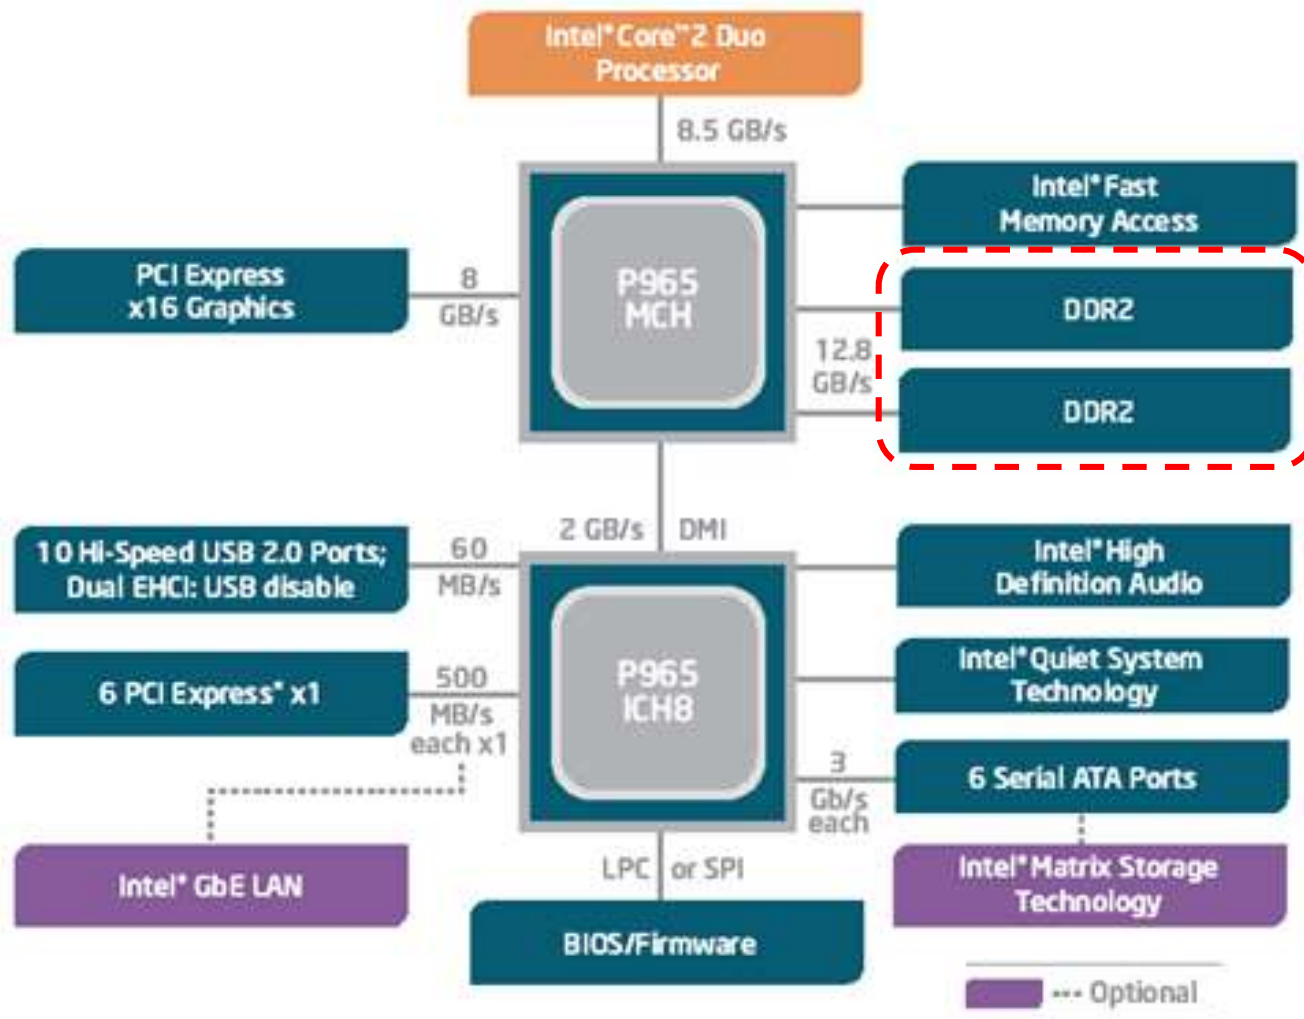 Intel® Core™2 Duo
Processor
8.5 GB/s
Intel® Fast
Memory Access
P965
MCH
PCI Express
x16 Graphics
8
GB/s
DDR2
12.8
GB/s
DDR2
2 GB/s DMI
10 Hi-Speed USB 2.0 Ports;
Dual EHCI: USB disable
60
MB/s
Intel® High
Definition Audio
P965
ICH8
6 PCI Express* x1
500
MB/s
each x1
Intel® Quiet System
Technology
3
Gb/s
each
6 Serial ATA Ports
Intel® GbE LAN
LPC or SPI
Intel® Matrix Storage
Technology
BIOS/Firmware
Optional